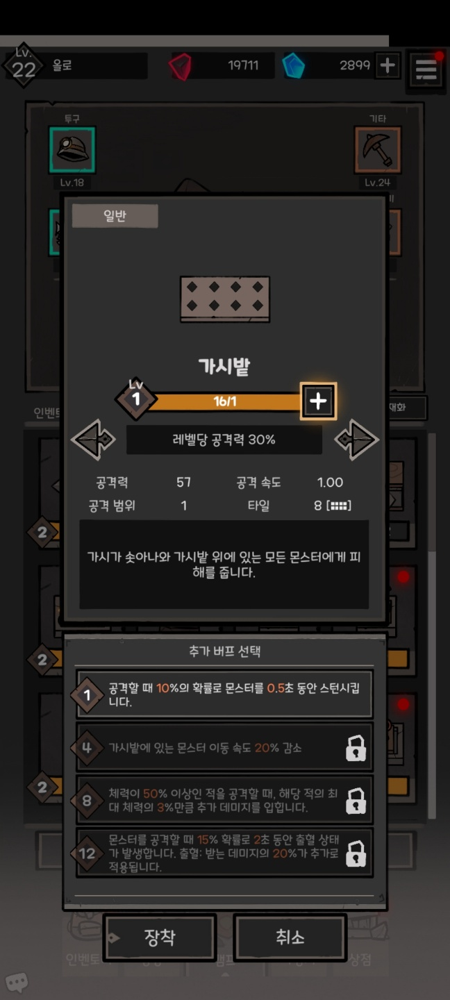 Lv.
22
올로
19711
2899
투구
기타
Lv.18
Lv.24
일반
가시밭
Lv
1
16/1
레벨당 공격력 30%
공격력 57 공격 속도 1.00
공격 범위 1 타일 8 [
]
가시가 솟아나와 가시밭 위에 있는 모든 몬스터에게 피
해를 줍니다.
2
2
2
추가 버프 선택
1
공격할 때 10%의 확률로 몬스터를 0.5초 동안 스턴시킵
니다.
4
가시밭에 있는 몬스터 이동 속도 20% 감소
8
체력이 50% 이상인 적을 공격할 때, 해당 적의 최
대 체력의 3%만큼 추가 데미지를 입힙니다.
12
몬스터를 공격할 때 15% 확률로 2초 동안 출혈 상태
가 발생합니다. 출혈: 받는 데미지의 20%가 추가로
적용됩니다.
장착
취소
상점